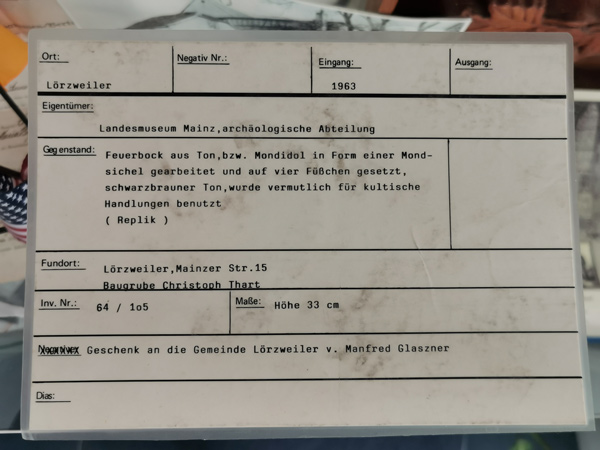 Ort:
Negativ Nr.:
Eingang:
Ausgang:
Lörzweiler
1963
Eigentümer:
Landesmuseum Mainz,archäologische Abteilung
Gegenstand:
Feuerbock aus Ton,bzw. Mondidol in Form einer Mond-
sichel gearbeitet und auf vier Füßchen gesetzt,
schwarzbrauner Ton,wurde vermutlich für kultische
Handlungen benutzt
( Replik )
Fundort:
Lörzweiler,Mainzer Str.15
Baugrube Christoph Thart
Inv. Nr.:
64 / 1o5
Maße:
Höhe 33 cm
Geschenk an die Gemeinde Lörzweiler v. Manfred Glaszner
Dias: